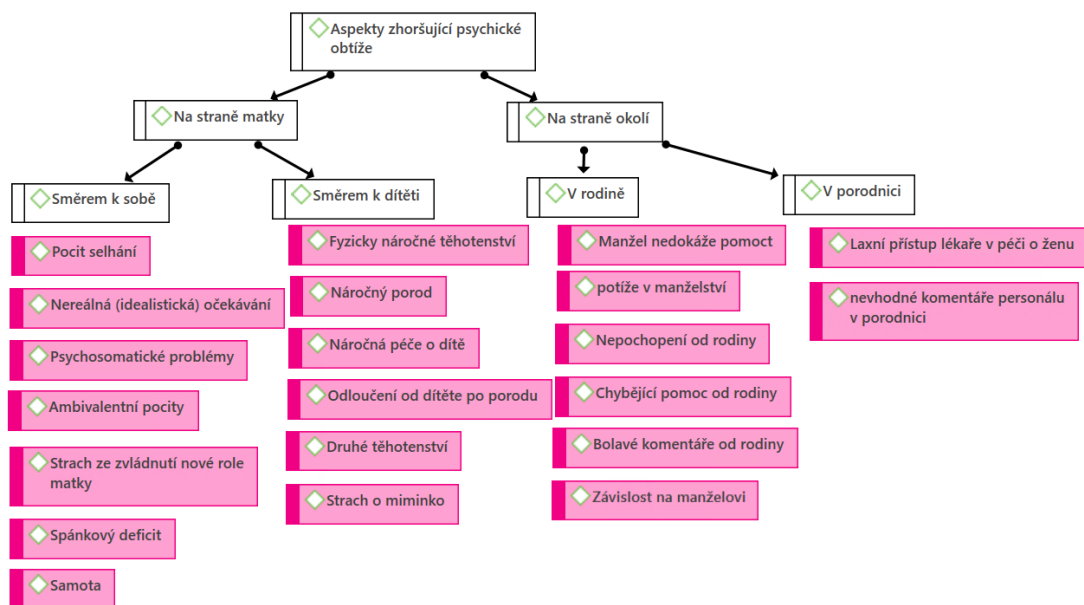 Aspekty zhoršující psychické
obtíže
Na straně matky
Na straně okolí
Směrem k sobě
Pocit selhání
Nereálná (idealistická) očekávání
Psychosomatické problémy
Ambivalentní pocity
Strach ze zvládnutí nové role
matky
Spánkový deficit
Samota
Směrem k dítěti
Fyzicky náročné těhotenství
Náročný porod
Náročná péče o dítě
Odloučení od dítěte po porodu
Druhé těhotenství
Strach o miminko
V rodině
Manžel nedokáže pomoct
potíže v manželství
Nepochopení od rodiny
Chybějící pomoc od rodiny
Bolavé komentáře od rodiny
Závislost na manželovi
V porodnici
Laxní přístup lékaře v péči o ženu
nevhodné komentáře personálu
v porodnici